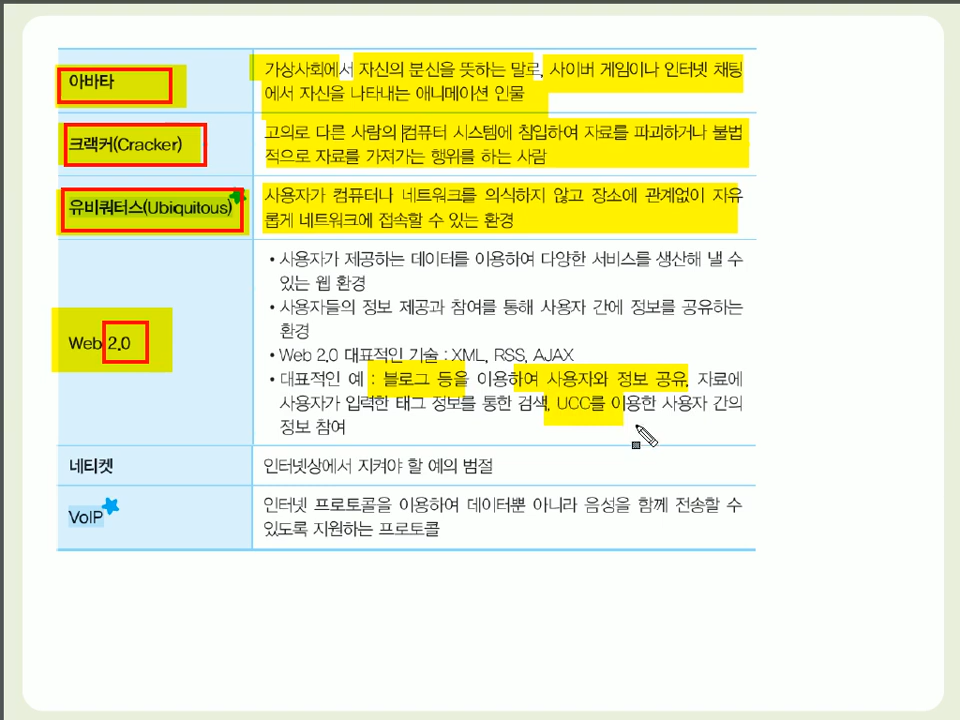 아바타
가상사회에서 자신의 분신을 뜻하는 말로, 사이버 게임이나 인터넷 채팅
에서 자신을 나타내는 애니메이션 인물
크랙커(Cracker)
고의로 다른 사람의 컴퓨터 시스템에 침입하여 자료를 파괴하거나 불법
적으로 자료를 가져가는 행위를 하는 사람
유비쿼터스(Ubiquitous)
사용자가 컴퓨터나 네트워크를 의식하지 않고 장소에 관계없이 자유
롭게 네트워크에 접속할 수 있는 환경
Web 2.0
• 사용자가 제공하는 데이터를 이용하여 다양한 서비스를 생산해 낼 수
있는 웹 환경
• 사용자들의 정보 제공과 참여를 통해 사용자 간에 정보를 공유하는
환경
• Web 2.0 대표적인 기술 : XML, RSS, AJAX
• 대표적인 예 : 블로그 등을 이용하여 사용자와 정보 공유, 자료에
사용자가 입력한 태그 정보를 통한 검색, UCC를 이용한 사용자 간의
정보 참여
네티켓
인터넷상에서 지켜야 할 예의 범절
VoIP
인터넷 프로토콜을 이용하여 데이터뿐 아니라 음성을 함께 전송할 수
있도록 지원하는 프로토콜